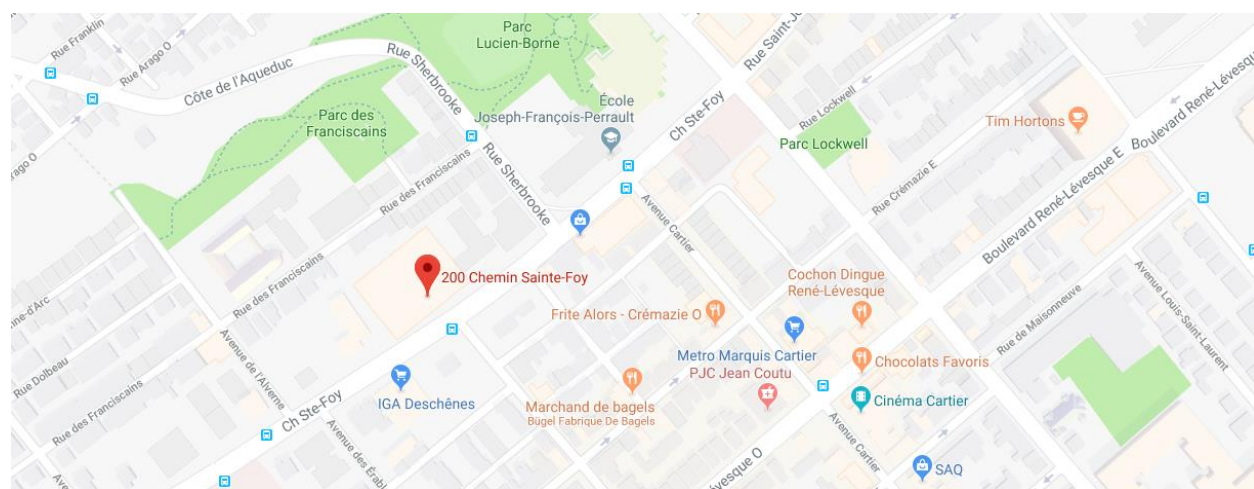 Rue Franklin
Rue Arago O
Côte de l'Aqueduc
Rue Sherbrooke
Parc
Lucien-Borne
Rue Saint-J
Boulevard René-Lévesque
École
Joseph-François-Perrault
Ch Ste-Foy
Rue Lockwell
Parc Lockwell
Tim Hortons
Parc des
Franciscains
rago O
Rue des Franciscains
Rue Sherbrooke
Avenue Cartier
Rue Crémazie E
Boulevard René-Lévesque E
200 Chemin Sainte-Foy
Cochon Dingue
René-Lévesque
Frite Alors - Crémazie O
Rue des Franciscains
ne-d'Arc
Rue Dolbeau
Avenue de l'Alverne
Metro Marquis Cartier
PJC Jean Coutu
Chocolats Favoris
Rue de Maisonneuve
Avenue Louis-Saint-Laurent
IGA Deschênes
Marchand de bagels
Bügel Fabrique De Bagels
Cinéma Cartier
Rue des Franciscains
Ch Ste-Foy
Avenue des Érabl
évesque O
Avenue Cartier
SAQ